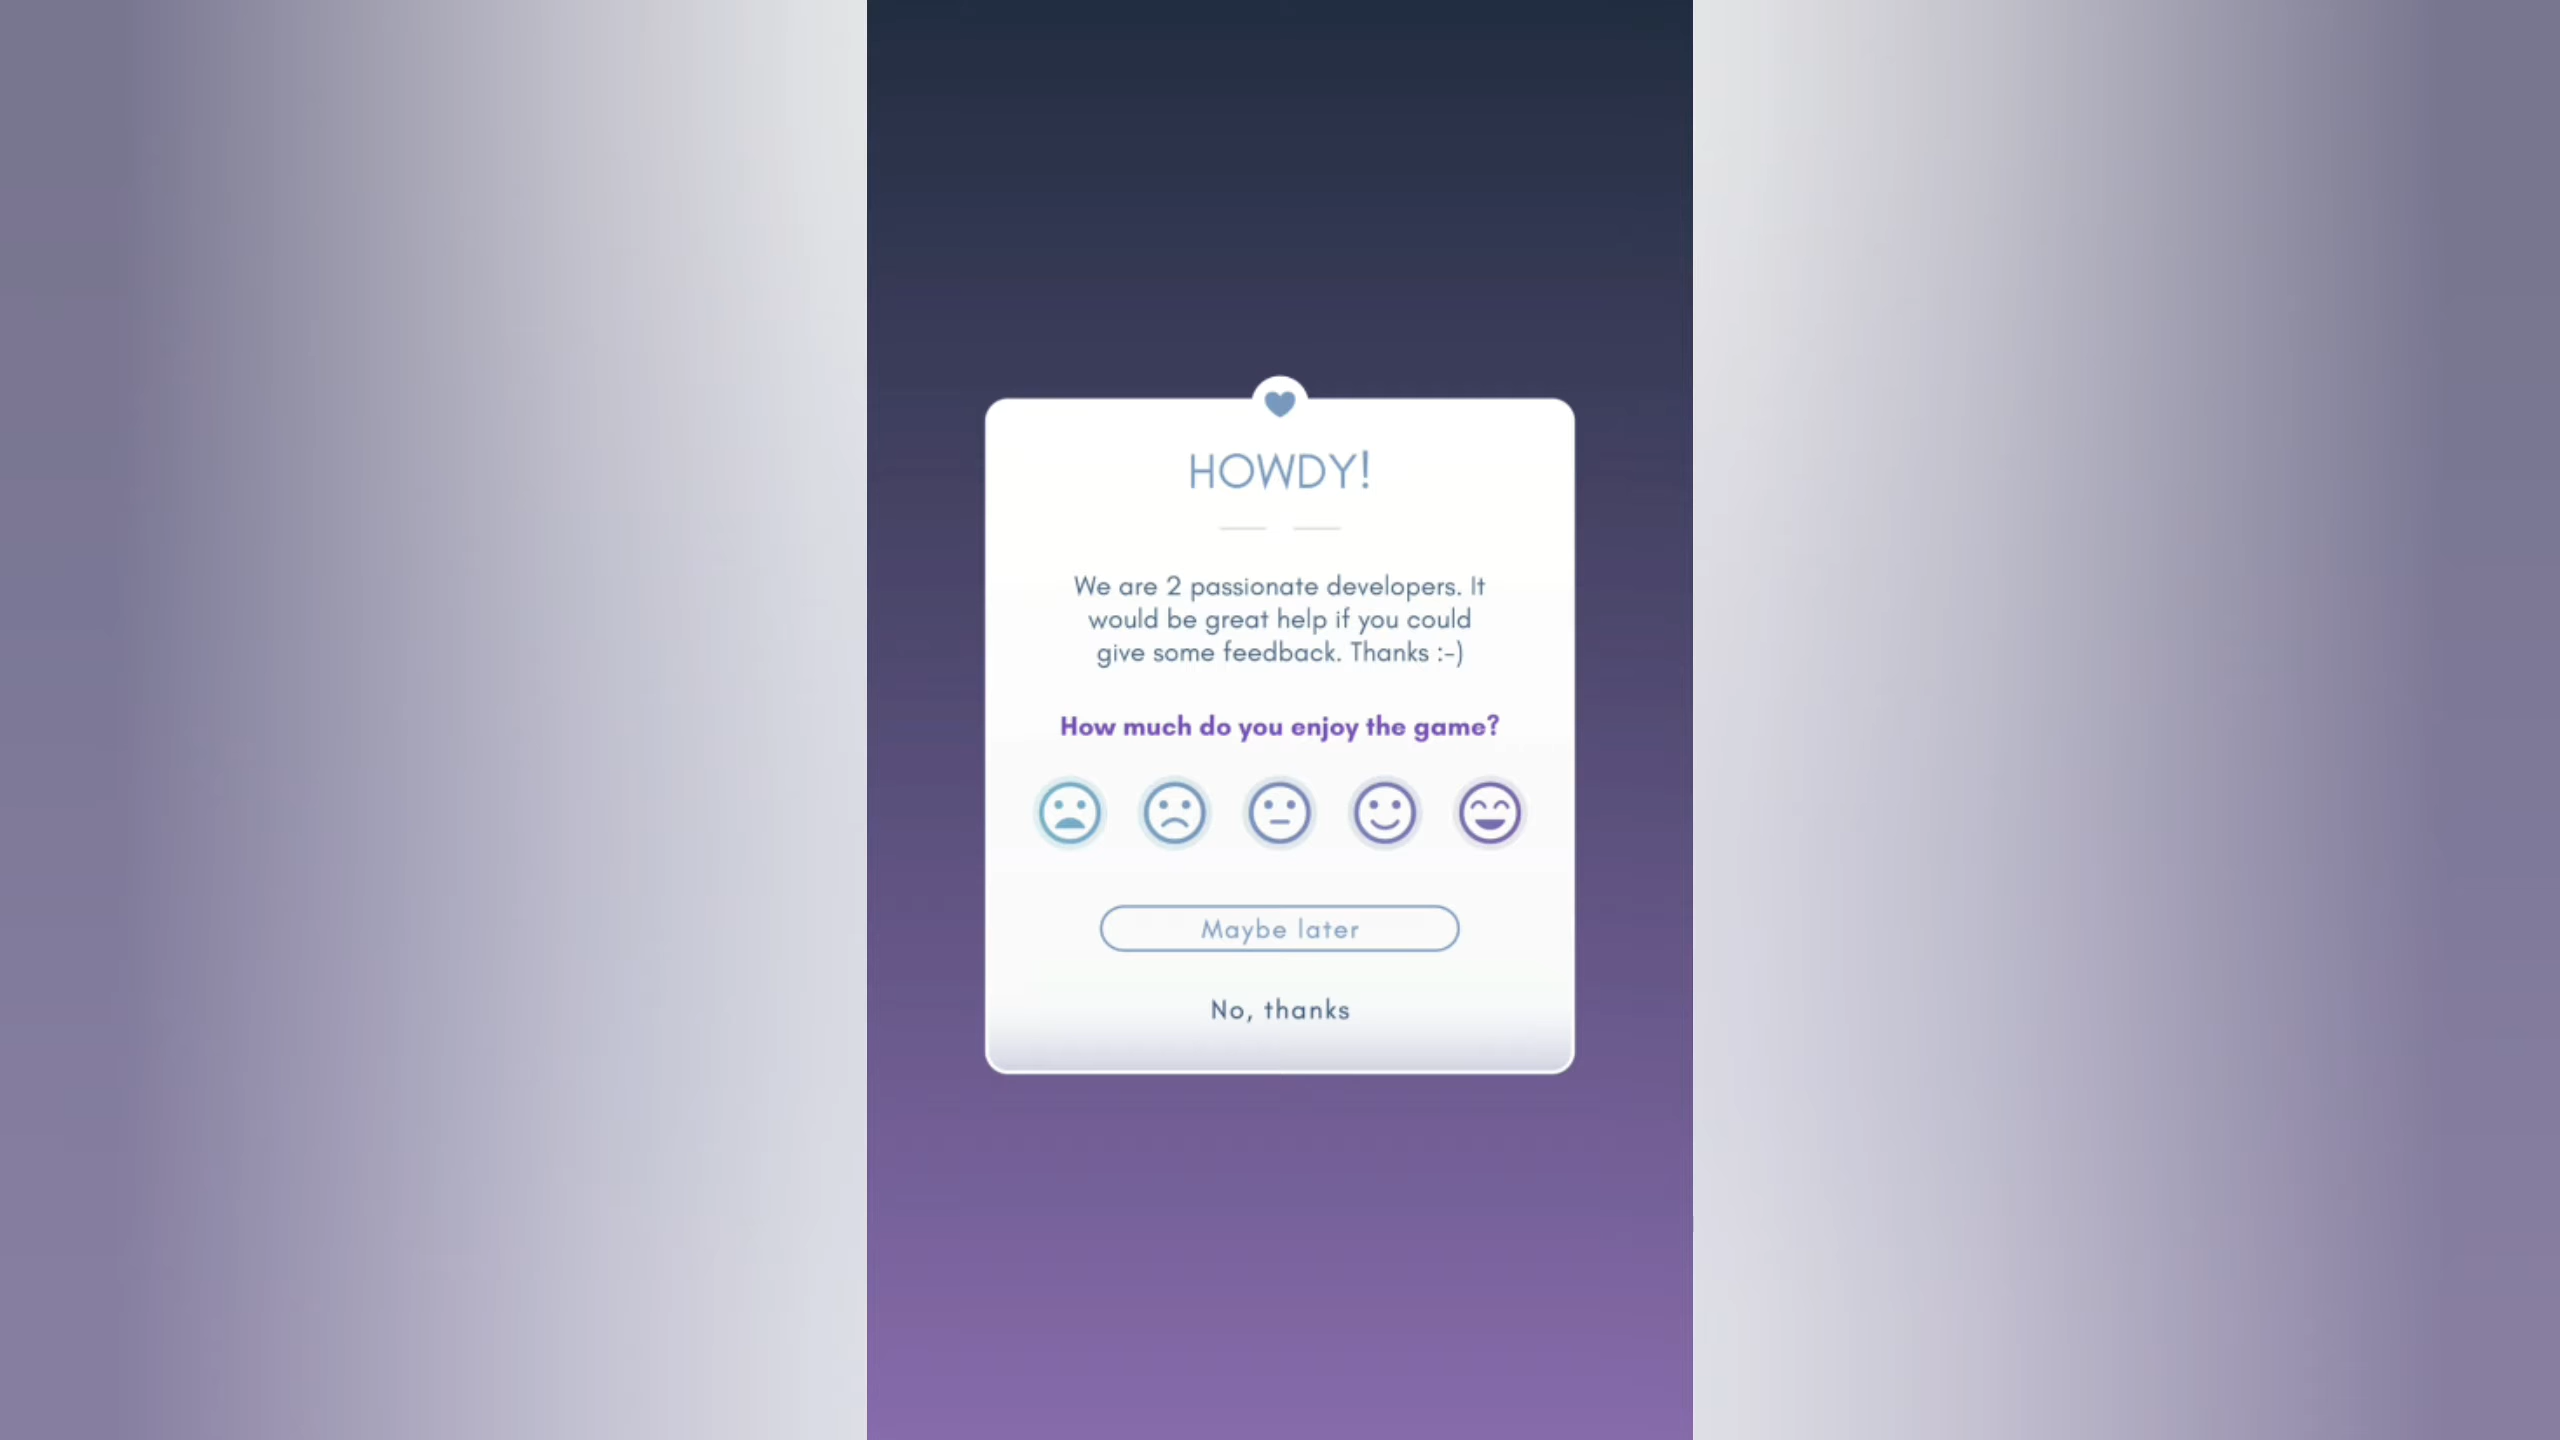 HOWDY!
We are 2 passionate developers. It
would be great help if you could
give some feedback. Thanks :-)
How much do you enjoy the game?
Maybe later
No, thanks